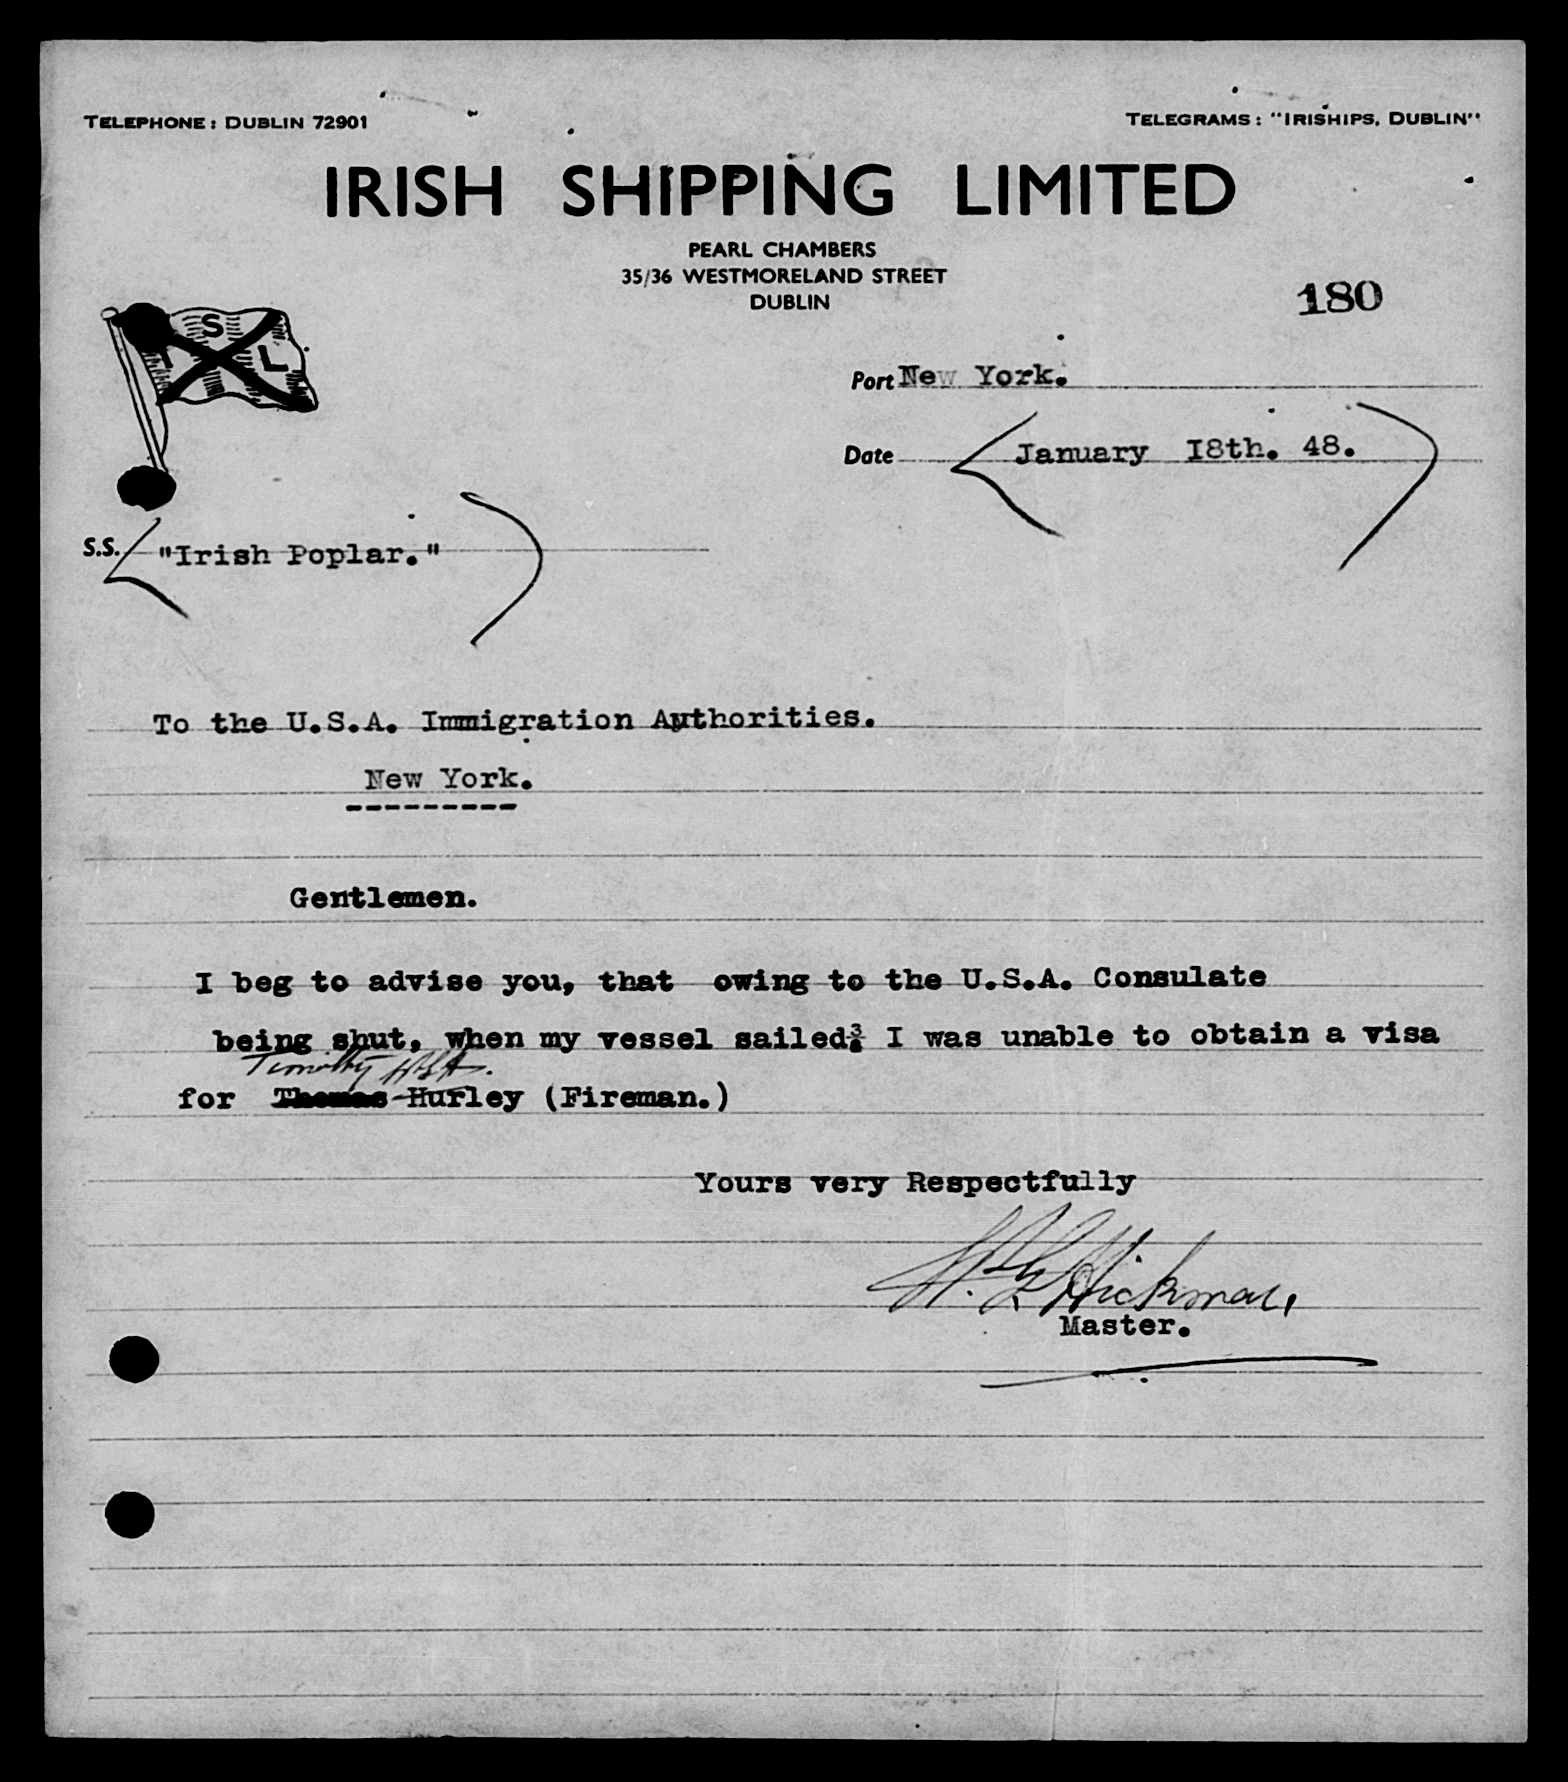 TELEPHONE: DUBLIN 72901
TELEGRAMS: "IRISHIPS, DUBLIN"
IRISH SHIPPING LIMITED
PEARL CHAMBERS
35/36 WESTMORELAND STREET
DUBLIN
180
I S L
Port New York.
Date January I8th. 48.
S.S. "Irish Poplar."
To the U.S.A. Immigration Authorities.
New York.
---------
Gentlemen.
I beg to advise you, that owing to the U.S.A. Consulate
being shut, when my vessel sailed I was unable to obtain a visa
Timothy
for Thomas Hurley (Fireman.)
Yours very Respectfully
Hickman
Master.